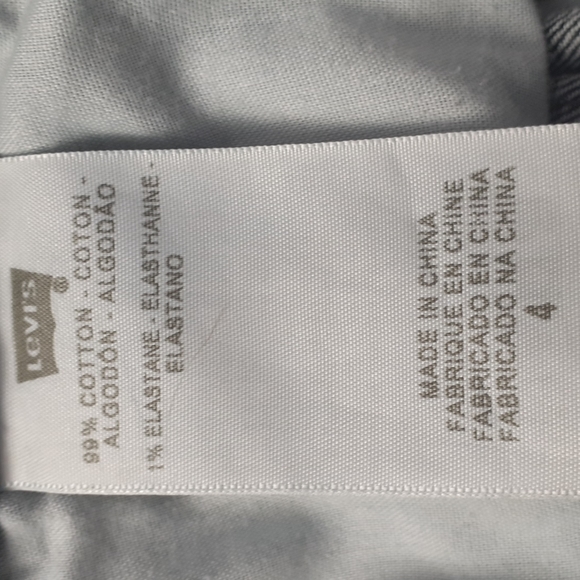 Levi's®
99% COTTON - COTON -
ALGODÓN - ALGODÃO
1% ELASTANE - ELASTHANNE -
ELASTANO
MADE IN CHINA
FABRIQUE EN CHINE
FABRICADO EN CHINA
FABRICADO NA CHINA
4